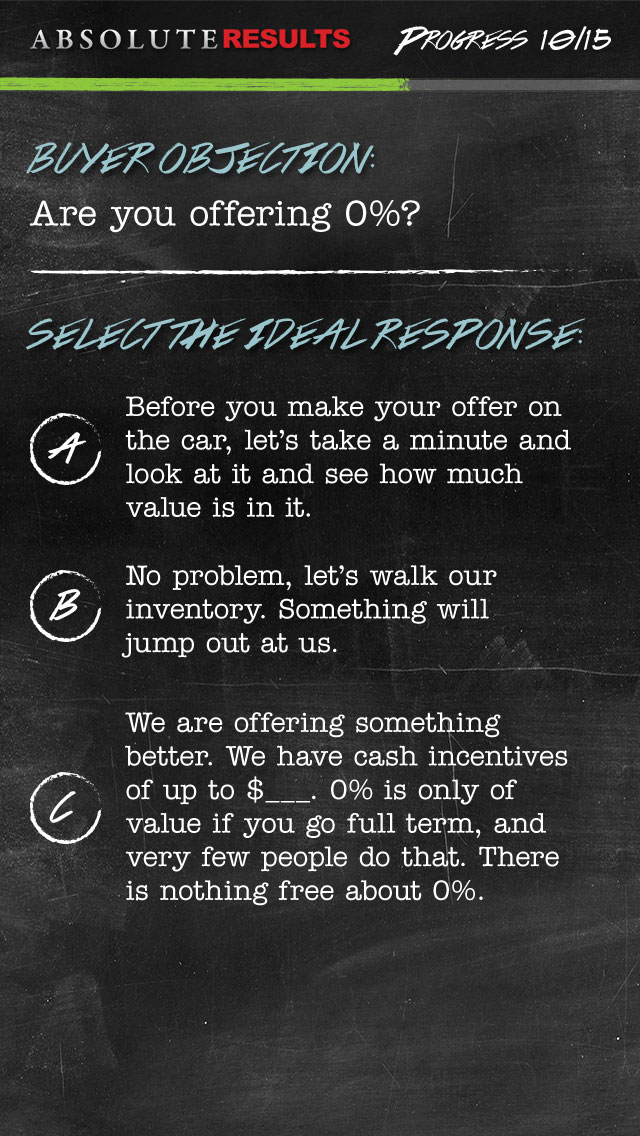 ABSOLUTERESULTS
PROGRESS 10/15
BUYER OBJECTION:
Are you offering 0%?
SELECT THE IDEAL RESPONSE:
A
Before you make your offer on
the car, let's take a minute and
look at it and see how much
value is in it.
B
No problem, let's walk our
inventory. Something will
jump out at us.
C
We are offering something
better. We have cash incentives
of up to $___. 0% is only of
value if you go full term, and
very few people do that. There
is nothing free about 0%.